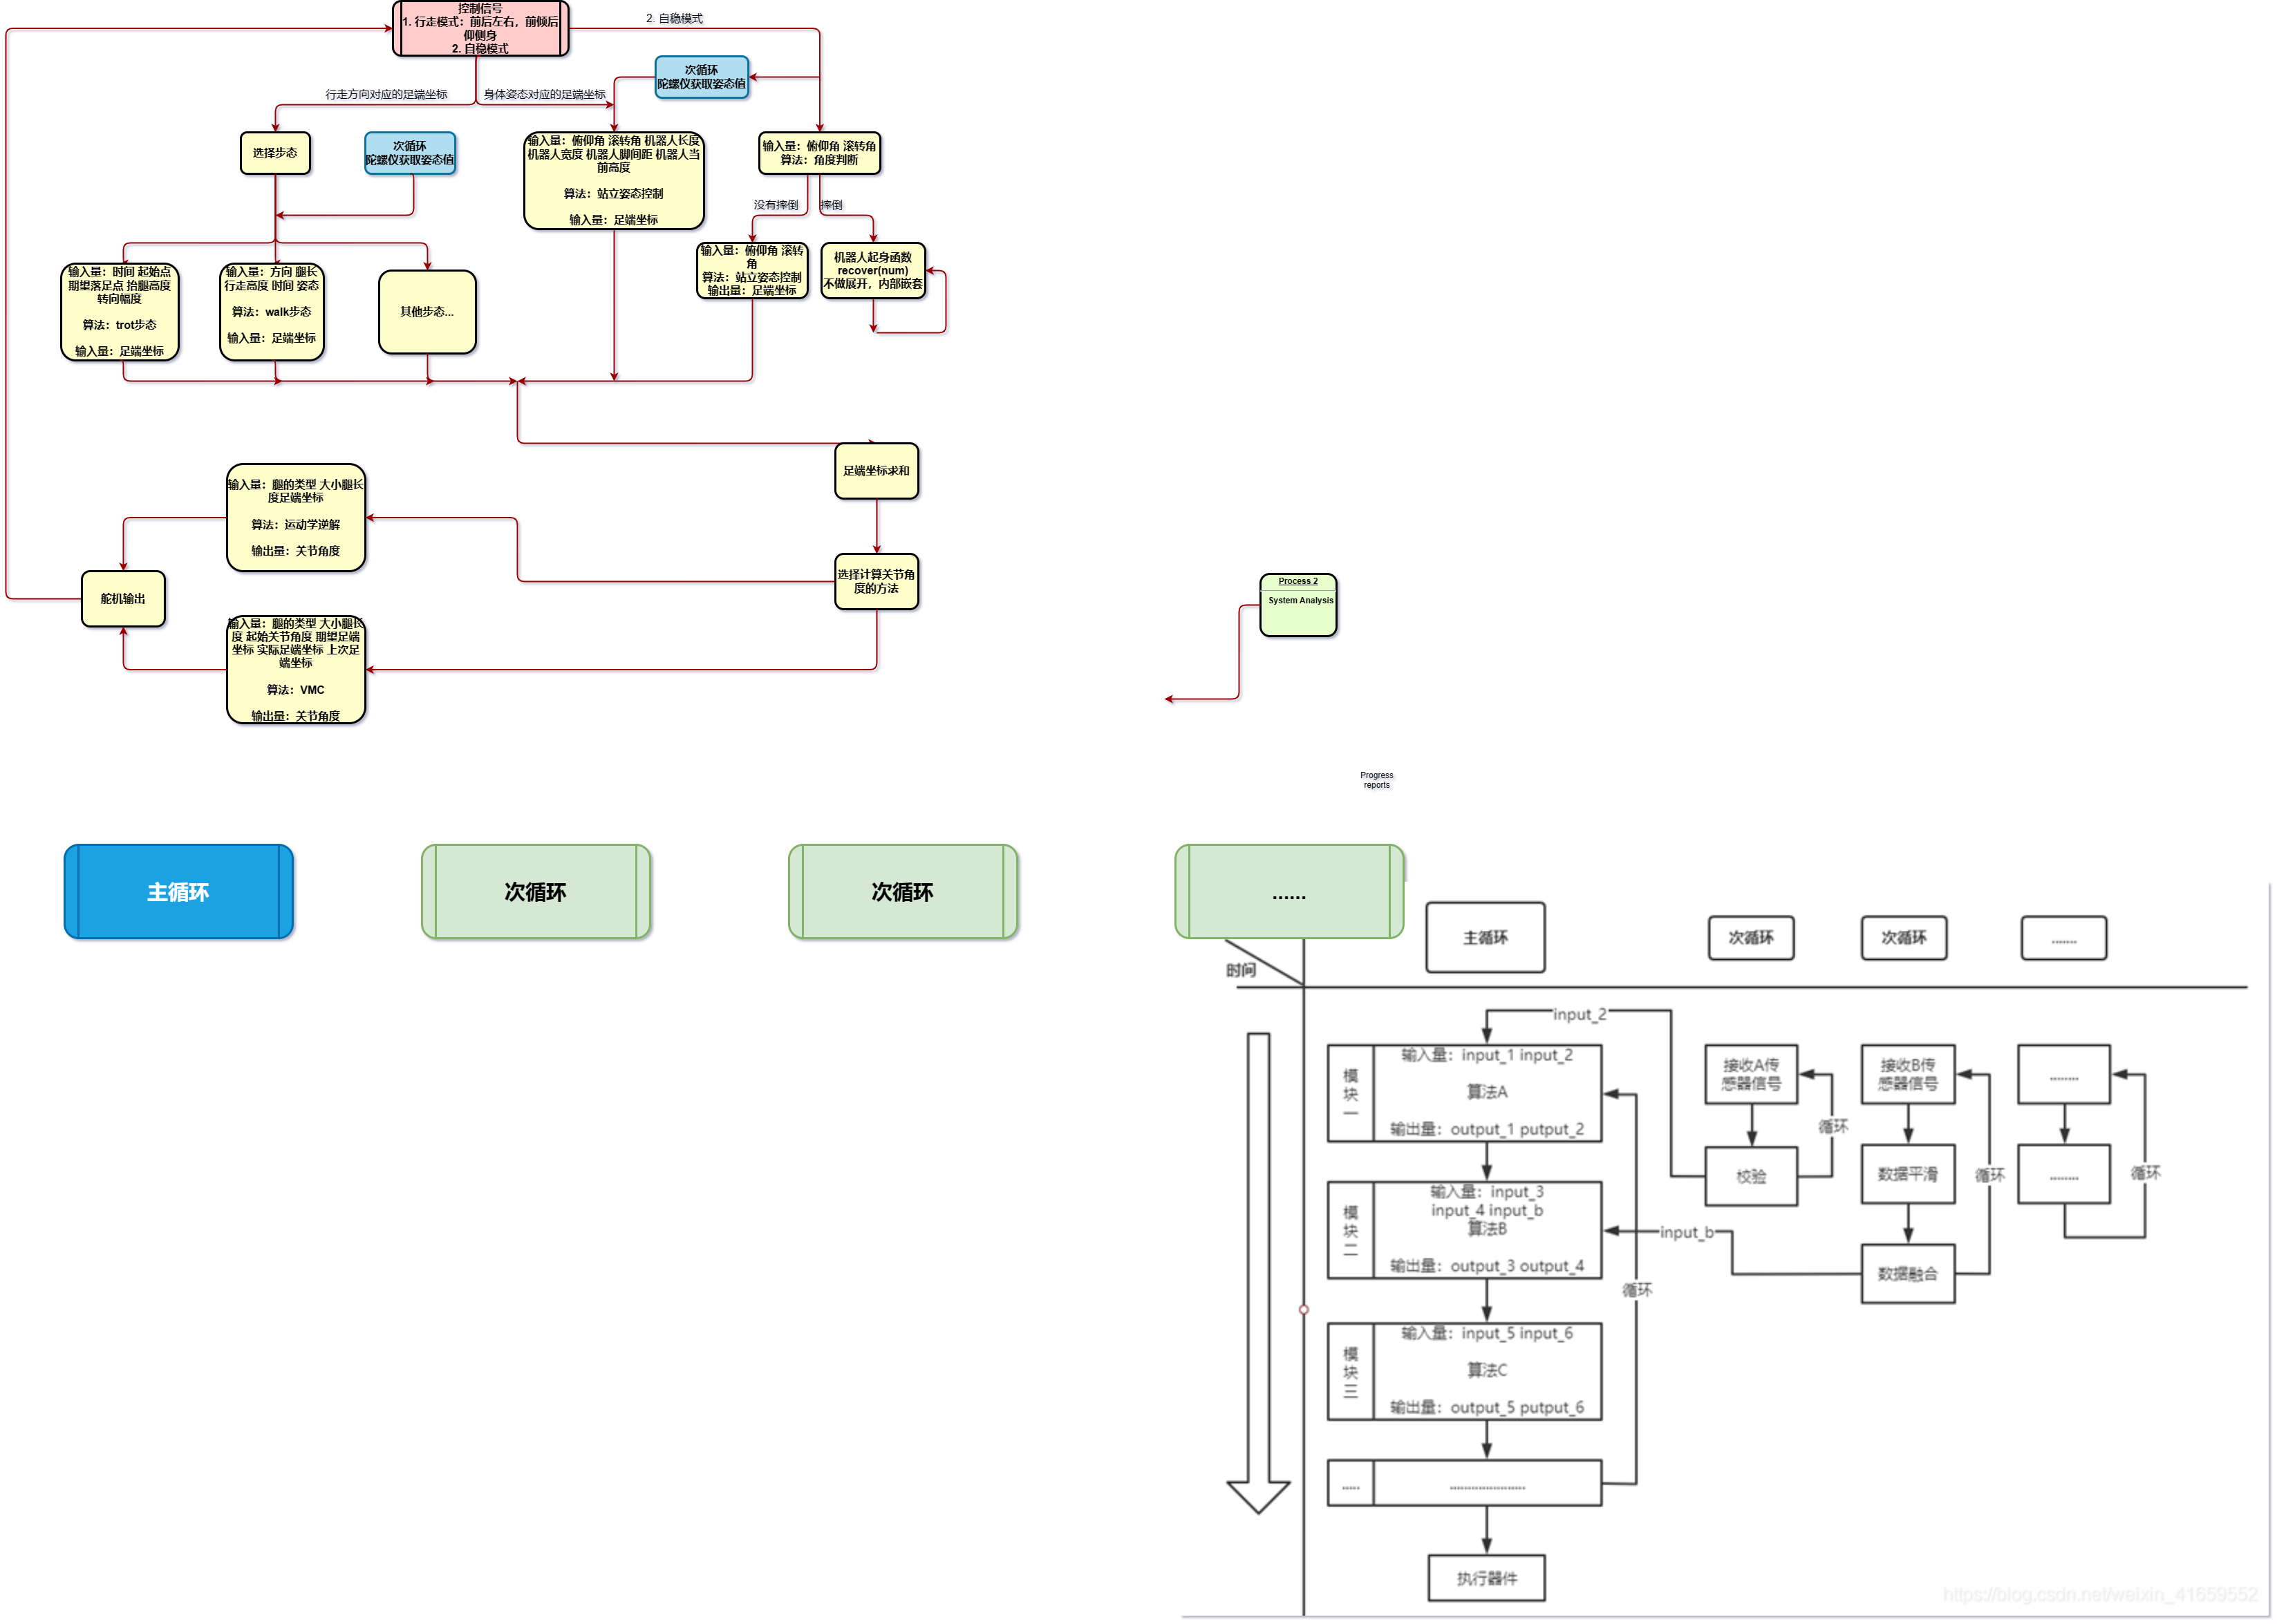 控制信号
1. 行走模式：前后左右，前倾后
仰侧身
2. 自稳模式
2. 自稳模式
次循环
陀螺仪获取姿态值
行走方向对应的足端坐标
身体姿态对应的足端坐标
选择步态
次循环
陀螺仪获取姿态值
输入量：俯仰角 滚转角 机器人长度
机器人宽度 机器人脚间距 机器人当
前高度
算法：站立姿态控制
输入量：足端坐标
输入量：俯仰角 滚转角
算法：角度判断
没有摔倒
摔倒
输入量：俯仰角 滚转
角
算法：站立姿态控制
输出量：足端坐标
机器人起身函数
recover(num)
不做展开，内部嵌套
输入量：时间 起始点
期望落足点 抬腿高度
转向幅度
算法：trot步态
输入量：足端坐标
输入量：方向 腿长
行走高度 时间 姿态
算法：walk步态
输入量：足端坐标
其他步态...
足端坐标求和
输入量：腿的类型 大小腿长
度足端坐标
算法：运动学逆解
输出量：关节角度
选择计算关节角
度的方法
舵机输出
输入量：腿的类型 大小腿长
度 起始关节角度 期望足端
坐标 实际足端坐标 上次足
端坐标
算法：VMC
输出量：关节角度
Process 2
System Analysis
Progress
reports
主循环
次循环
次循环
......
时间
主循环
次循环
次循环
.......
input_2
模块一
输入量：input_1 input_2
算法A
输出量：output_1 putput_2
接收A传
感器信号
循环
校验
接收B传
感器信号
数据平滑
循环
数据融合
........
........
循环
模块二
输入量：input_3
input_4 input_b
算法B
输出量：output_3 output_4
input_b
循环
模块三
输入量：input_5 input_6
算法C
输出量：output_5 putput_6
.....
.....................
执行器件
https://blog.csdn.net/weixin_41659552